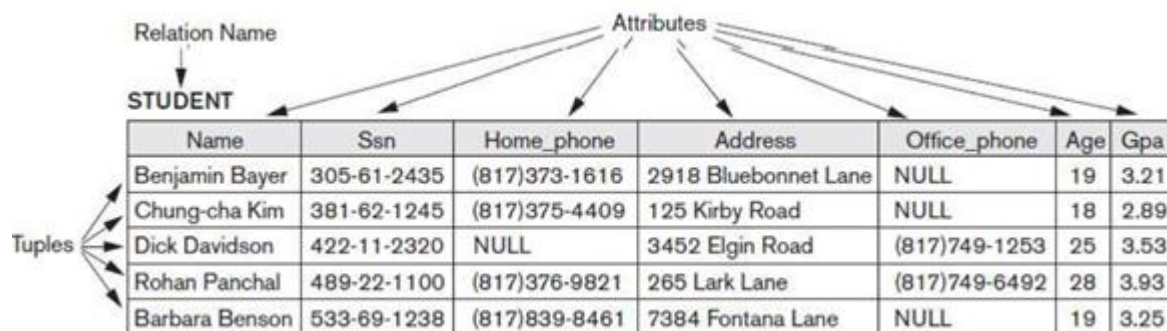 Attributes
Relation Name
STUDENT
Name Ssn Home_phone Address Office_phone Age Gpa
Benjamin Bayer 305-61-2435 (817)373-1616 2918 Bluebonnet Lane NULL 19 3.21
Chung-cha Kim 381-62-1245 (817)375-4409 125 Kirby Road NULL 18 2.89
Tuples Dick Davidson 422-11-2320 NULL 3452 Elgin Road (817)749-1253 25 3.53
Rohan Panchal 489-22-1100 (817)376-9821 265 Lark Lane (817)749-6492 28 3.93
Barbara Benson 533-69-1238 (817)839-8461 7384 Fontana Lane NULL 19 3.25